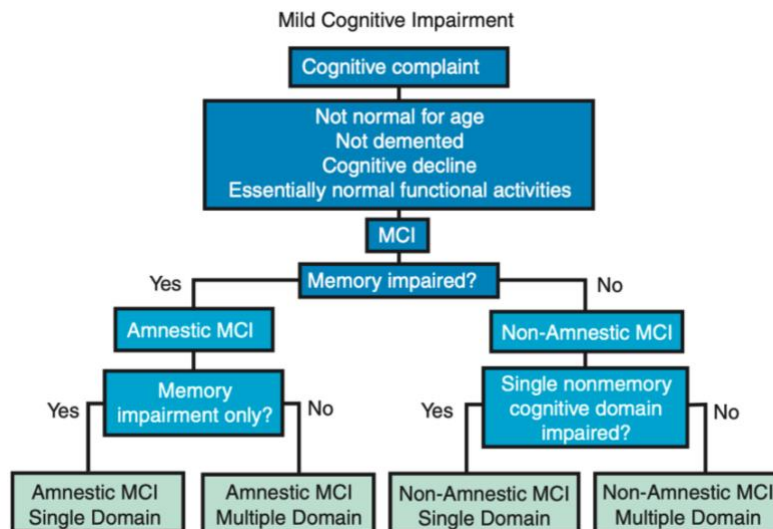 Mild Cognitive Impairment
Cognitive complaint
Not normal for age
Not demented
Cognitive decline
Essentially normal functional activities
MCI
Yes
Memory impaired?
No
Amnestic MCI
Non-Amnestic MCI
Yes
Memory
impairment only?
No
Yes
Single nonmemory
cognitive domain
impaired?
No
Amnestic MCI
Single Domain
Amnestic MCI
Multiple Domain
Non-Amnestic MCI
Single Domain
Non-Amnestic MCI
Multiple Domain